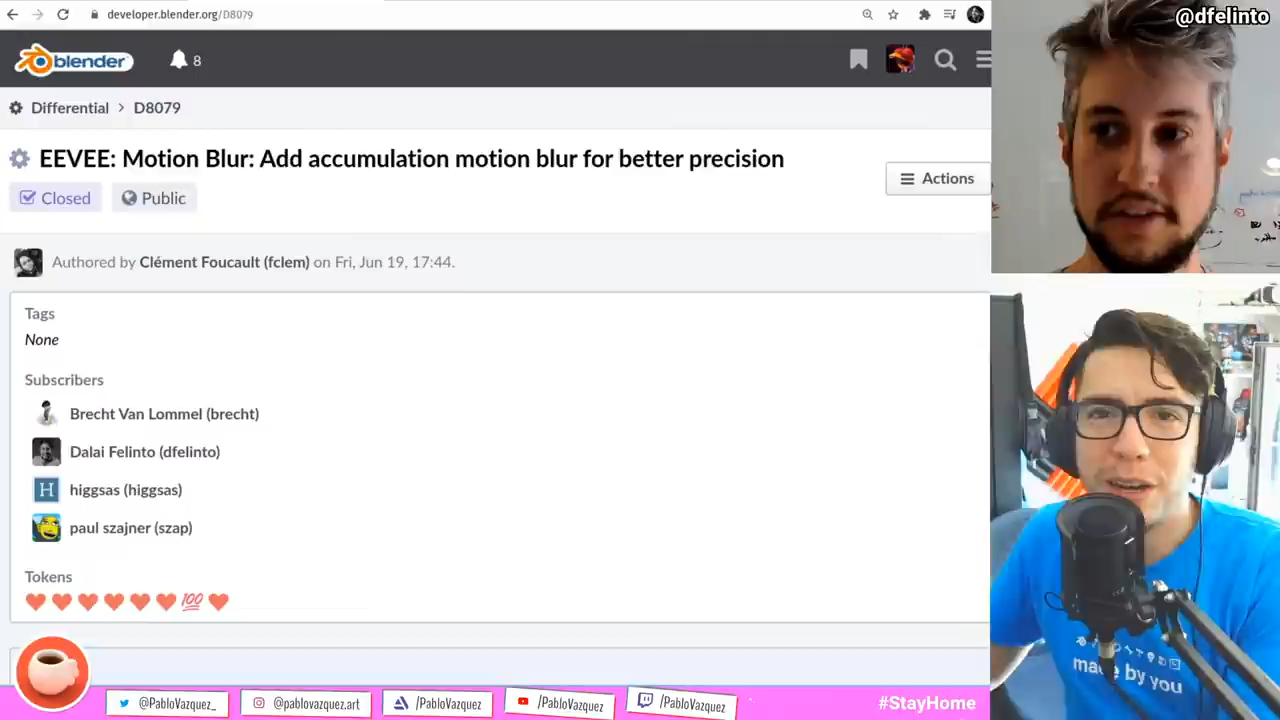 developer.blender.org/D8079
@dfelinto
blender
8
Differential > D8079
EEVEE: Motion Blur: Add accumulation motion blur for better precision
Actions
Closed
Public
Authored by Clément Foucault (fclem) on Fri, Jun 19, 17:44.
Tags
None
Subscribers
Brecht Van Lommel (brecht)
Dalai Felinto (dfelinto)
H higgsas (higgsas)
paul szajner (szap)
Tokens
100
made by you
@PabloVazquez_
@pablovazquez.art
/PabloVazquez
/PabloVazquez
/PabloVazquez
#StayHome